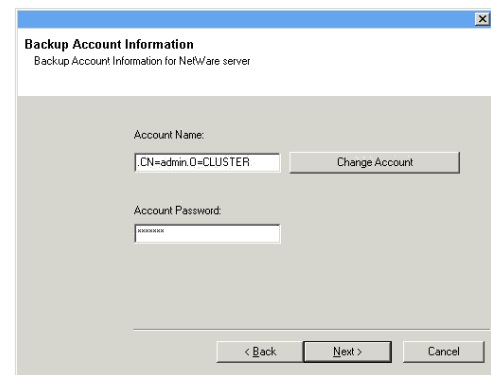 Backup Account Information
Backup Account Information for NetWare server
Account Name:
.CN=admin.O=CLUSTER
Change Account
Account Password:
*******
< Back
Next >
Cancel